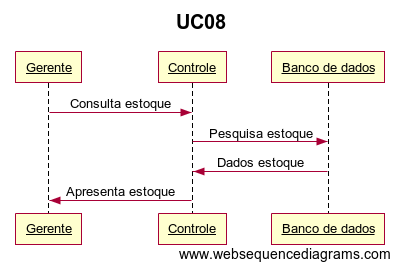 UC08
Gerente
Controle
Banco de dados
Consulta estoque
Pesquisa estoque
Dados estoque
Apresenta estoque
Gerente
Controle
Banco de dados
www.websequencediagrams.com